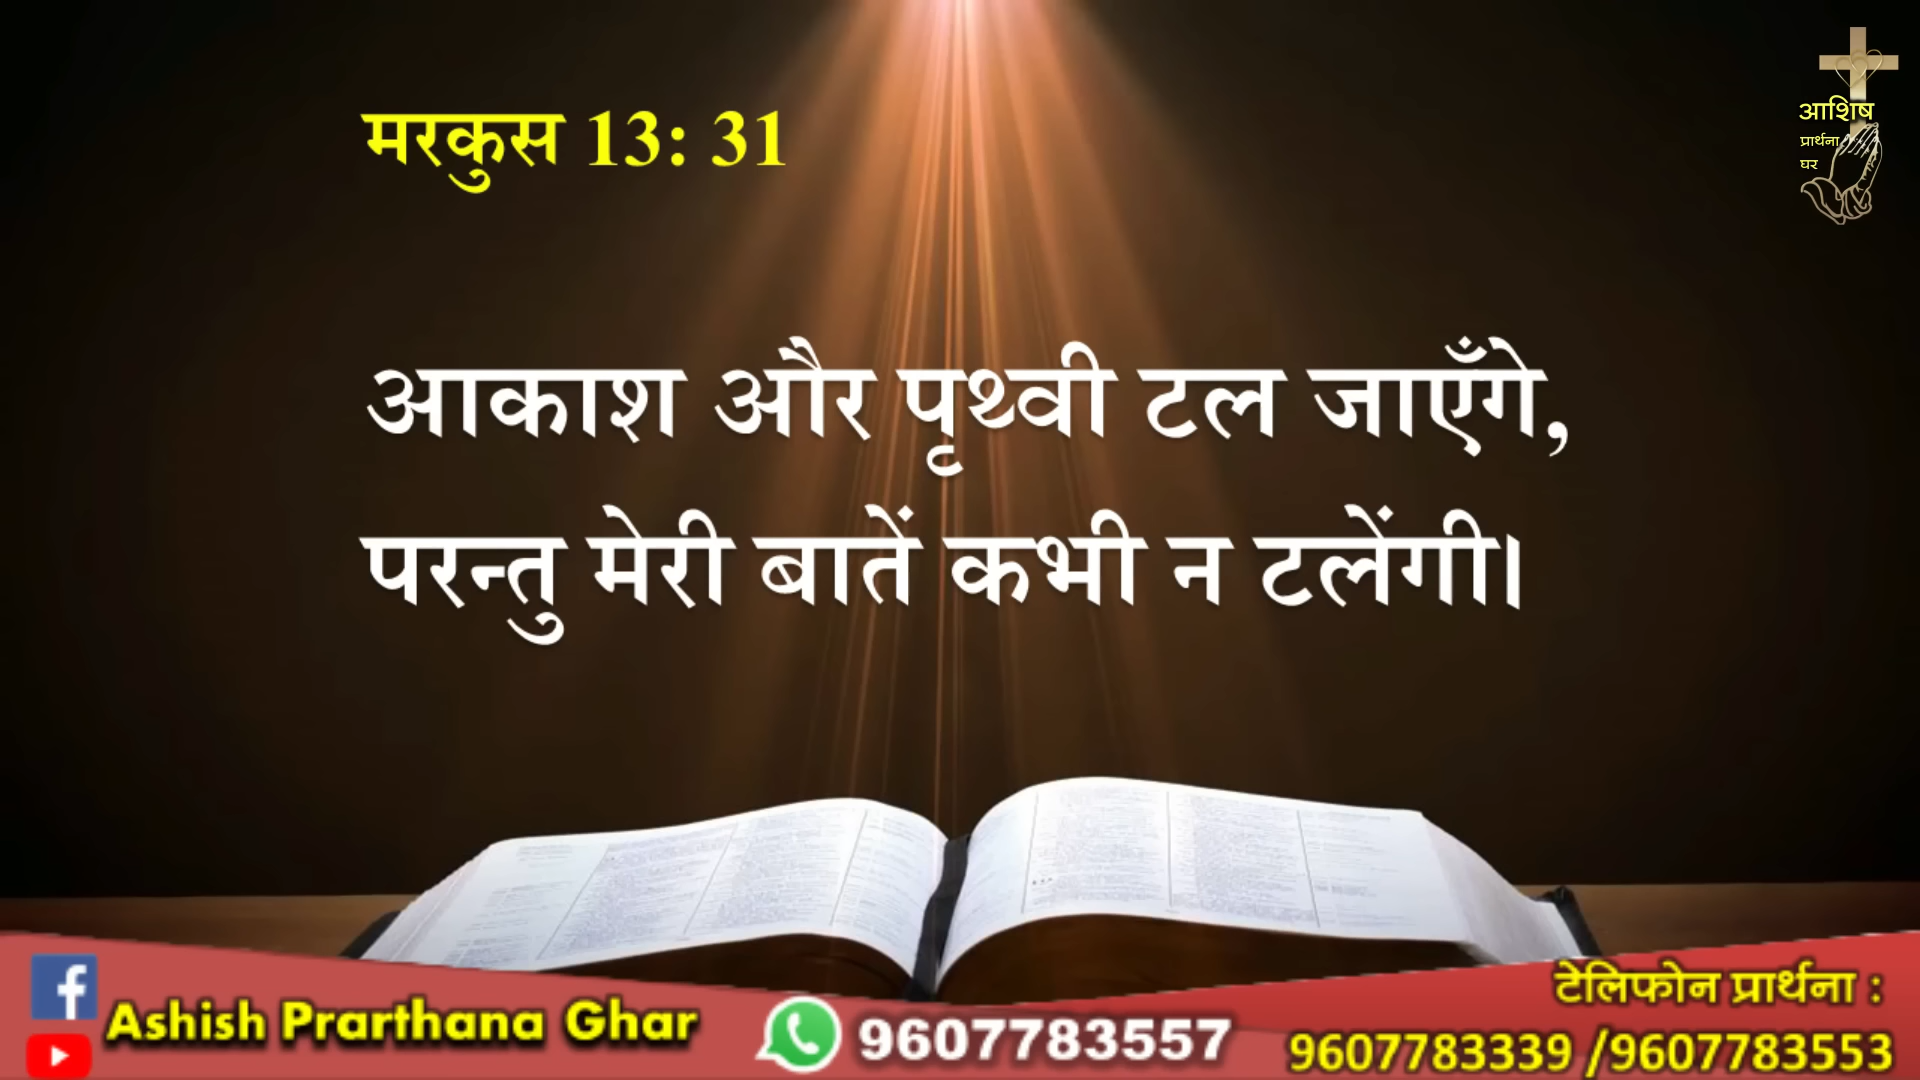 मरकुस 13: 31
आशिष
प्रार्थना
घर
आकाश और पृथ्वी टल जाएँगे,
परन्तु मेरी बातें कभी न टलेंगी।
टेलिफोन प्रार्थना :
Ashish Prarthana Ghar
9607783557
9607783339 /9607783553